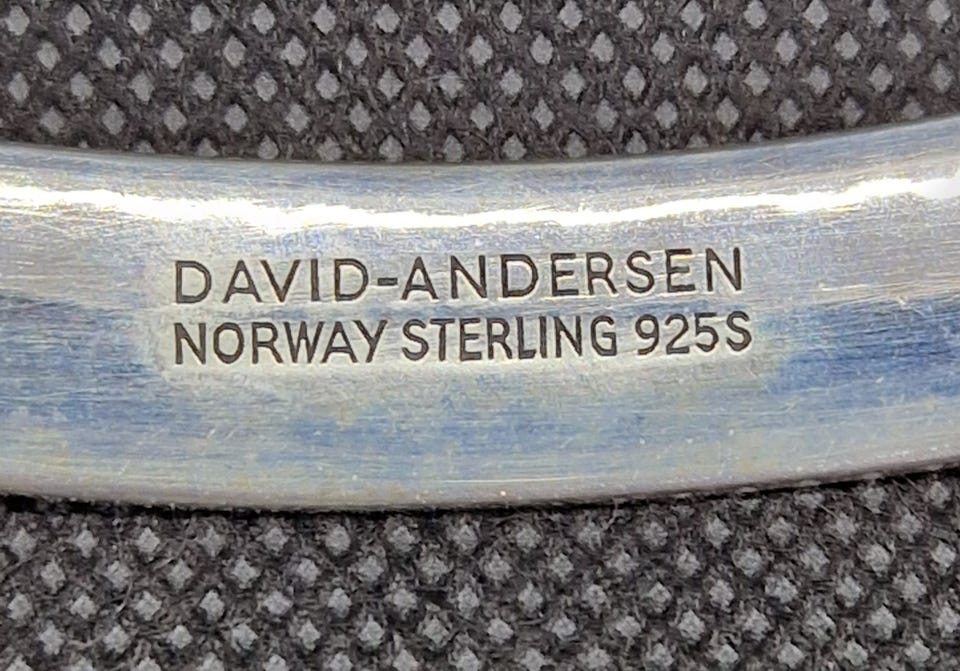 DAVID-ANDERSEN
NORWAY STERLING 925S